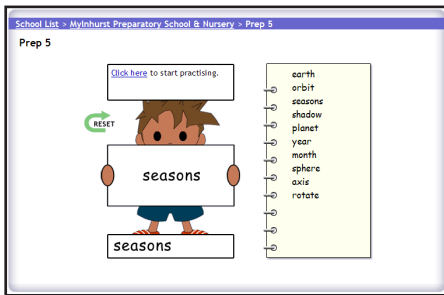 School List > Mylnhurst Preparatory School & Nursery > Prep 5
Prep 5
Click here to start practising.
RESET
seasons
seasons
earth
orbit
seasons
shadow
planet
year
month
sphere
axis
rotate